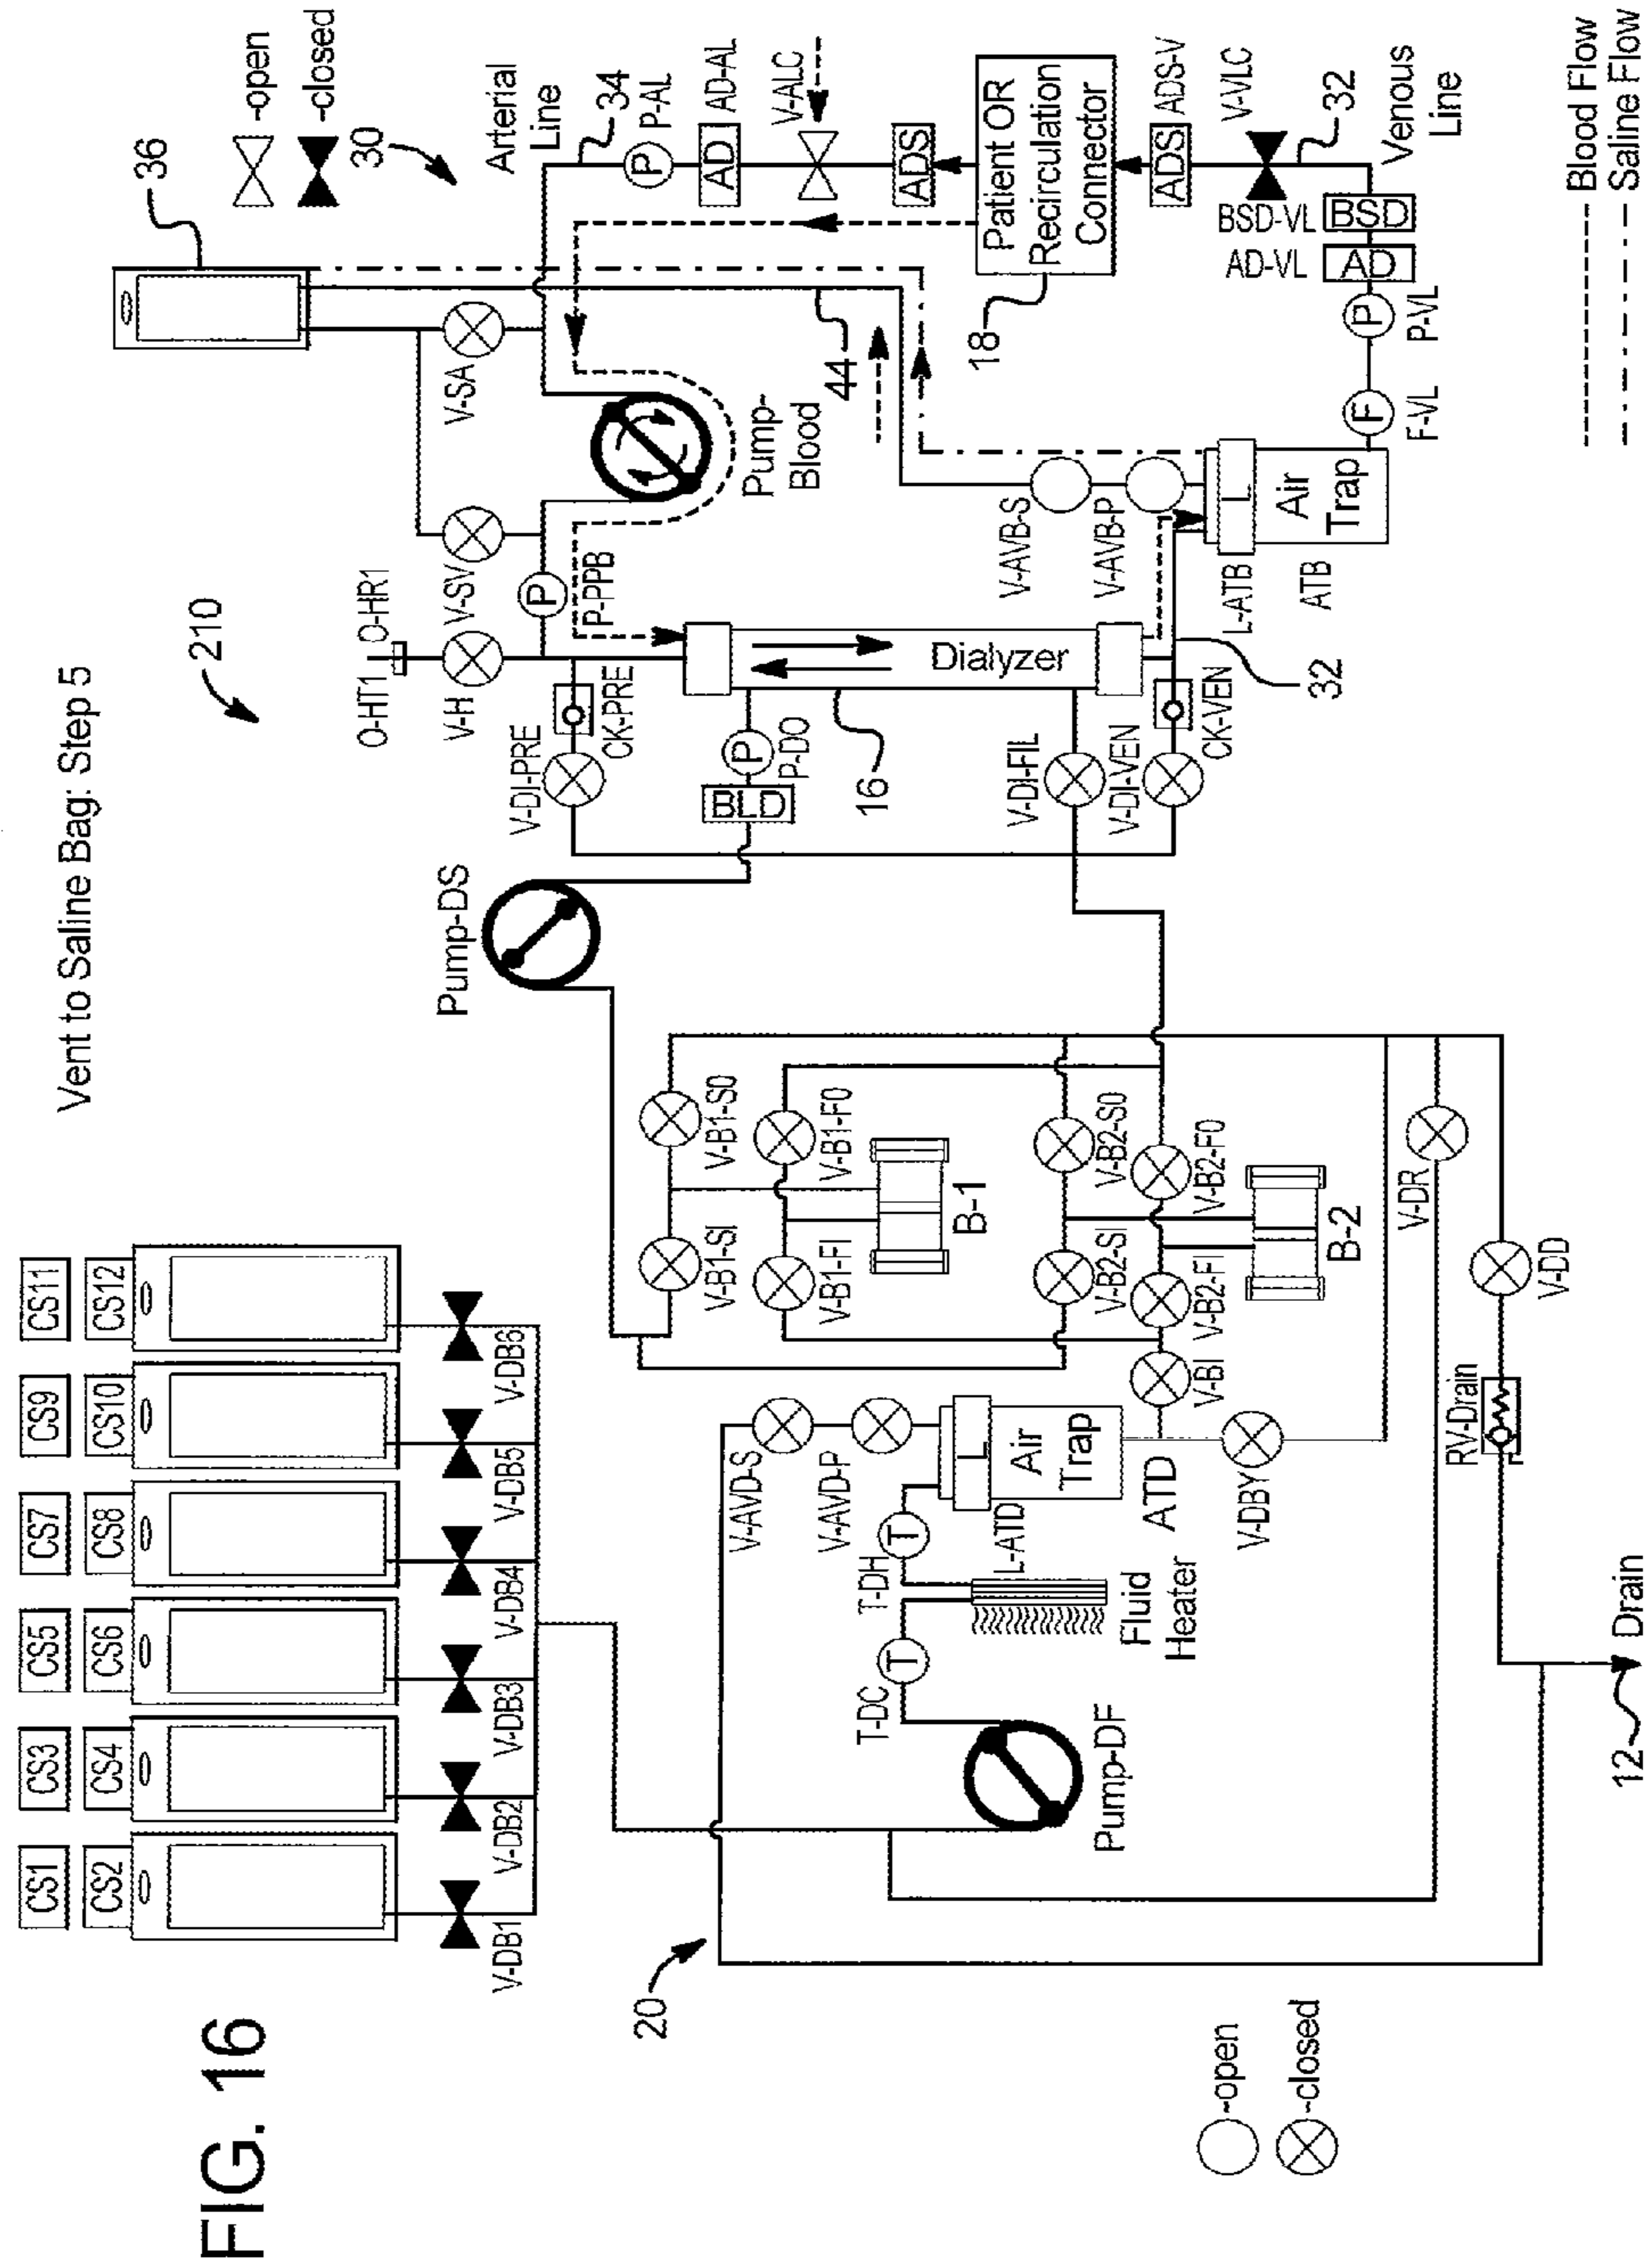 FIG. 16
Vent to Saline Bag: Step 5
210
CS1
CS2
CS3
CS4
CS5
CS6
CS7
CS8
CS9
CS10
CS11
CS12
V-DB1
V-DB2
V-DB3
V-DB4
V-DB5
V-DB6
36
-open
-closed
30
Arterial
Line
34
P-AL
P
AD
AD-AL
V-ALC
ADS
Patient OR
Recirculation
Connector
18
ADS
ADS-V
V-VLC
32
Venous
Line
BSD-VL
BSD
AD-VL
AD
P
P-VL
F
F-VL
V-SA
V-SV
O-HT1
O-HR1
V-H
P
P-PPB
Pump-
Blood
44
V-AVB-S
V-AVB-P
L
L-ATB
Air
Trap
ATB
V-DI-PRE
CK-PRE
Dialyzer
P
P-DO
BLD
16
V-DI-FIL
V-DI-VEN
CK-VEN
32
Pump-DS
V-B1-S0
V-B1-F0
V-B1-SI
V-B1-FI
B-1
V-B2-S0
V-B2-F0
V-B2-SI
V-B2-FI
B-2
V-BI
V-DR
V-DD
RV-Drain
V-DBY
V-AVD-S
V-AVD-P
L
L-ATD
Air
Trap
ATD
T
T-DH
T
T-DC
Fluid
Heater
Pump-DF
20
12
Drain
-open
-closed
Blood Flow
Saline Flow